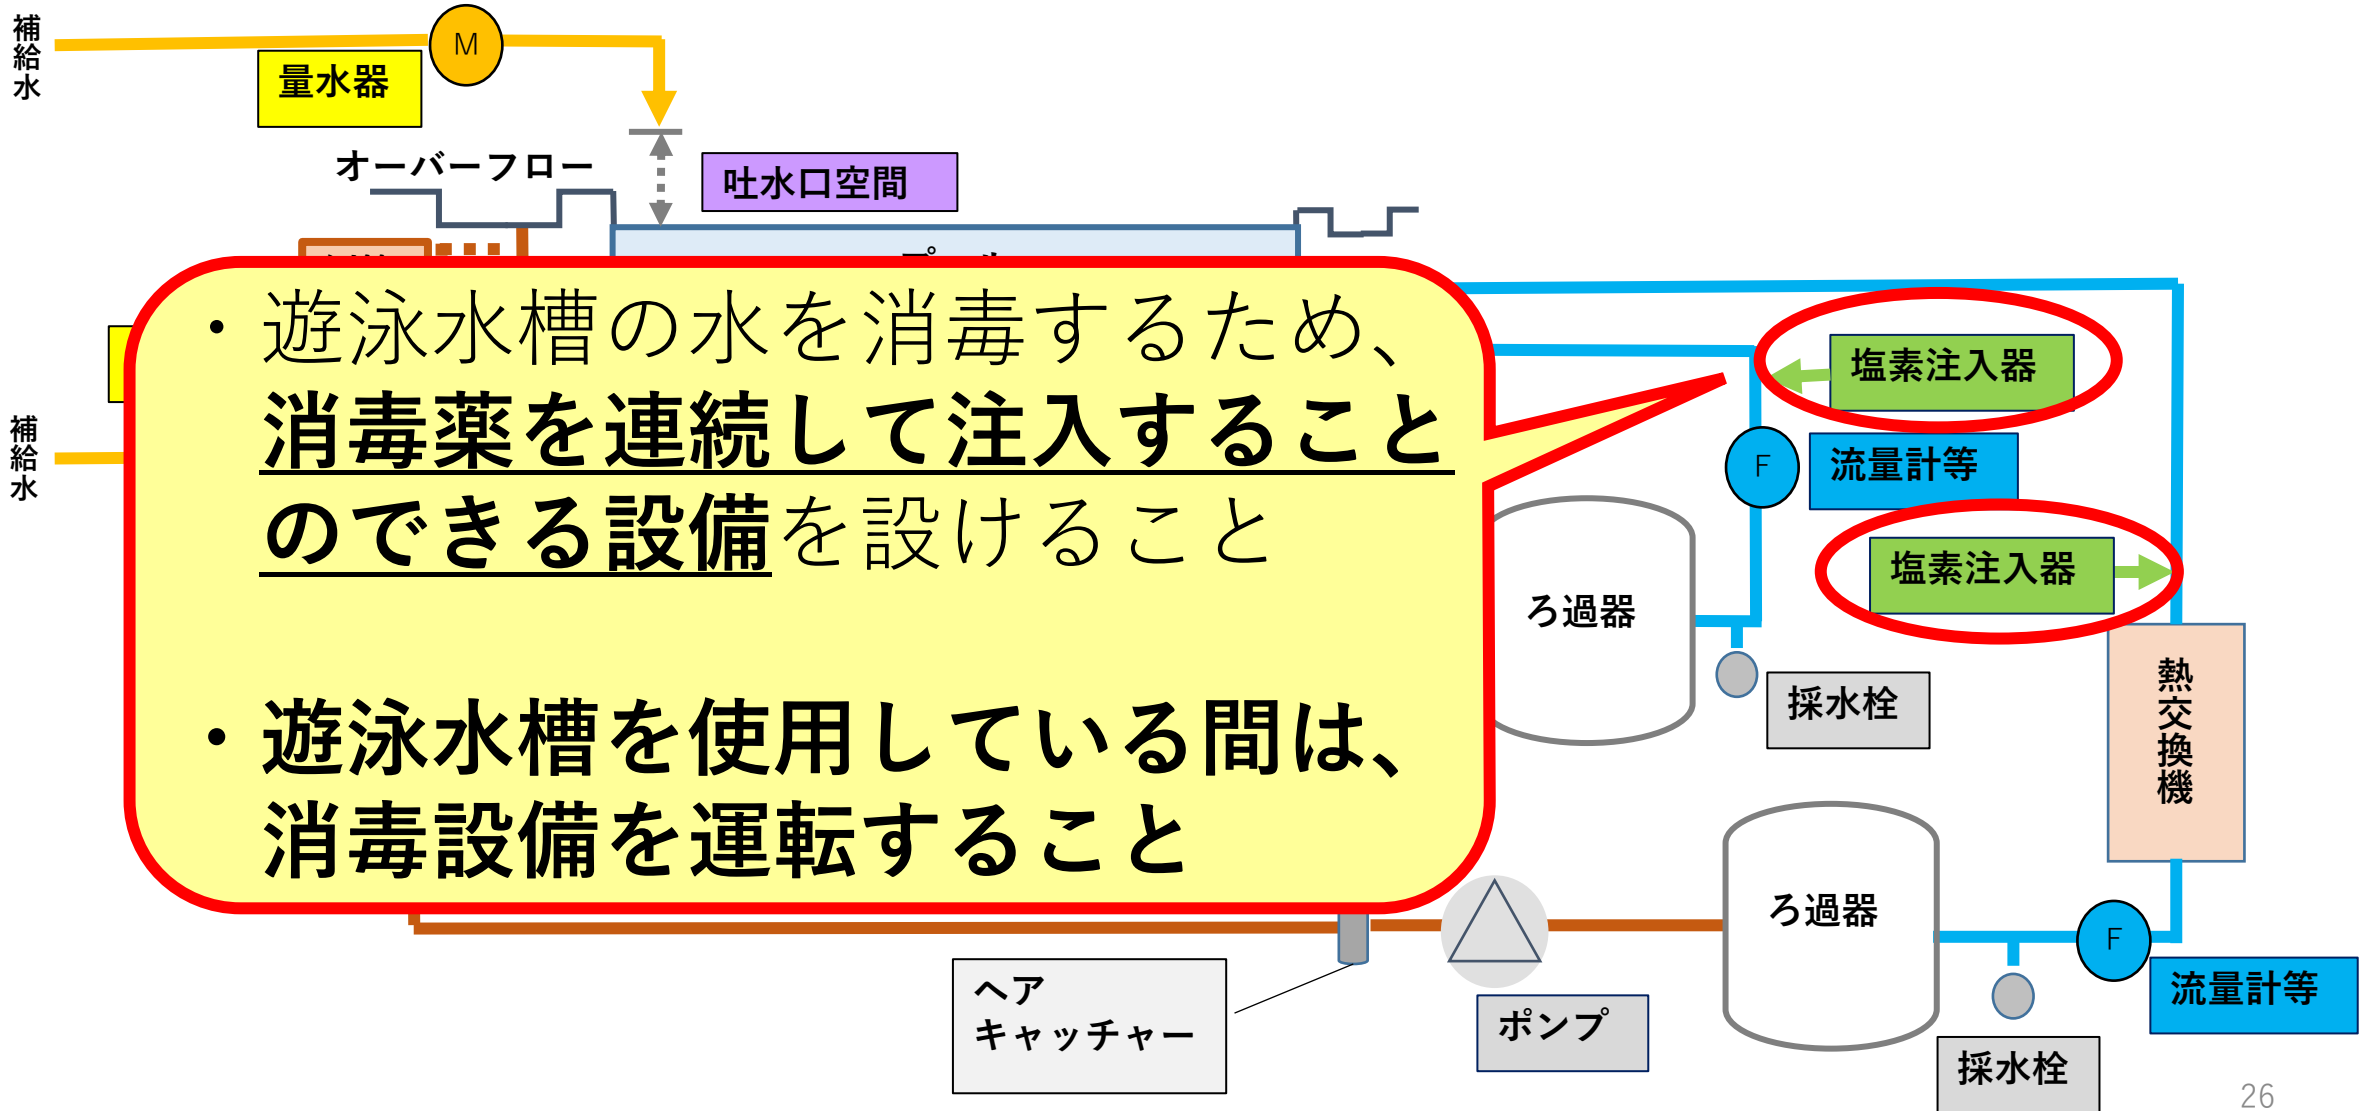 補給水
M
量水器
オーバーフロー
吐水口空間
・遊泳水槽の水を消毒するため、
消毒薬を連続して注入すること
のできる設備を設けること
・遊泳水槽を使用している間は、
消毒設備を運転すること
補給水
塩素注入器
F
流量計等
塩素注入器
ろ過器
採水栓
熱交換機
ろ過器
F
流量計等
ヘア
キャッチャー
ポンプ
採水栓
26